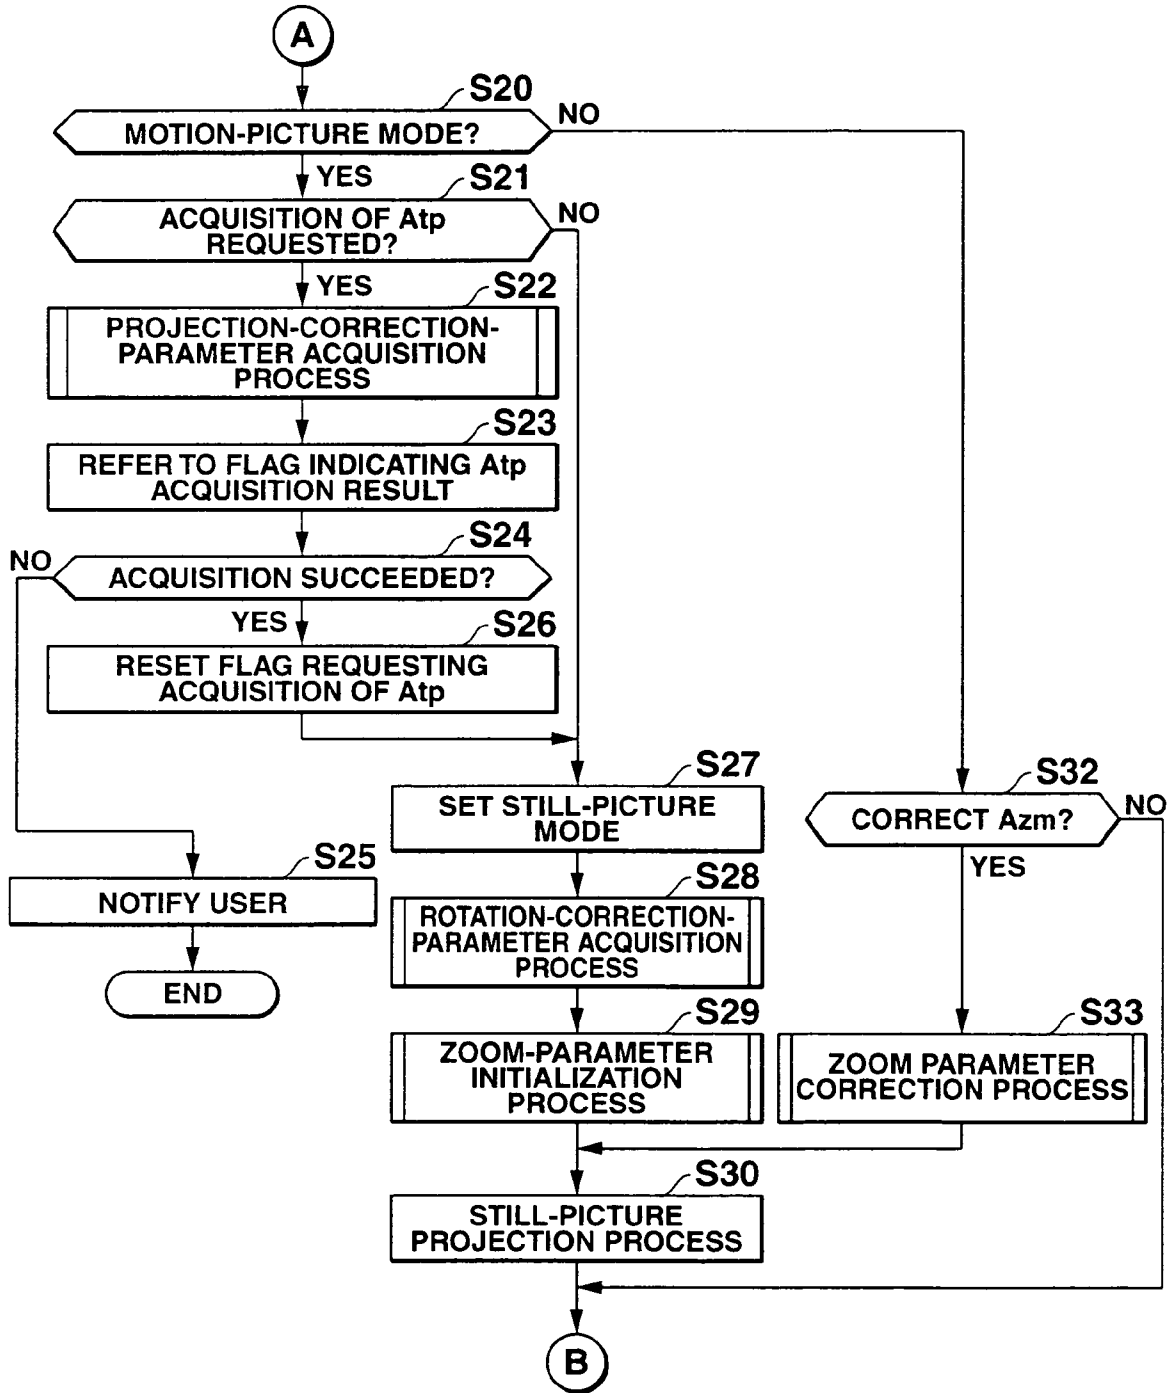 A
S20
MOTION-PICTURE MODE?
NO
YES
S21
ACQUISITION OF Atp
REQUESTED?
NO
YES
S22
PROJECTION-CORRECTION-
PARAMETER ACQUISITION
PROCESS
S23
REFER TO FLAG INDICATING Atp
ACQUISITION RESULT
S24
NO
ACQUISITION SUCCEEDED?
YES
S26
RESET FLAG REQUESTING
ACQUISITION OF Atp
S27
SET STILL-PICTURE
MODE
S32
CORRECT Azm?
NO
YES
S25
NOTIFY USER
END
S28
ROTATION-CORRECTION-
PARAMETER ACQUISITION
PROCESS
S29
ZOOM-PARAMETER
INITIALIZATION
PROCESS
S33
ZOOM PARAMETER
CORRECTION PROCESS
S30
STILL-PICTURE
PROJECTION PROCESS
B